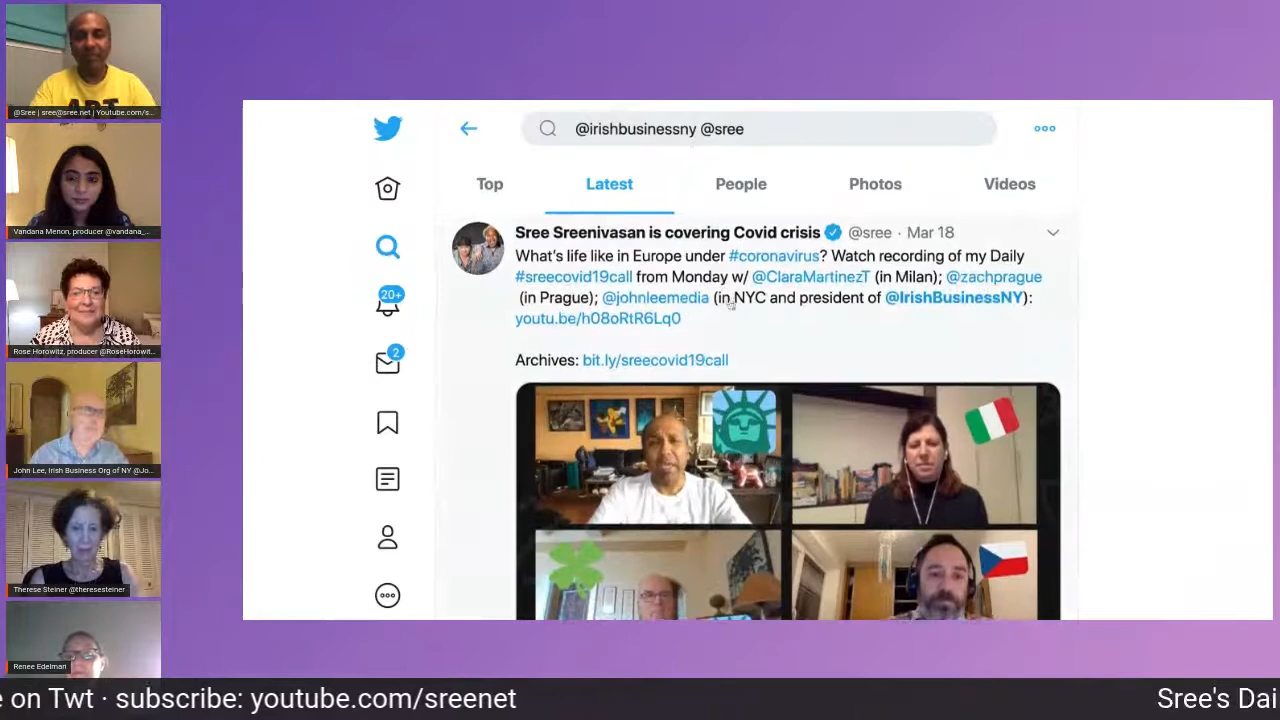 @Sree | sree@sree.net | Youtube.com/s...
Vandana Menon, producer @vandana_...
Rose Horowitz, producer @RoseHorowit...
John Lee, Irish Business Org of NY @Jo...
Therese Steiner @theresesteiner
Renee Edelman
@irishbusinessny @sree
Top
Latest
People
Photos
Videos
20+
2
Sree Sreenivasan is covering Covid crisis @sree · Mar 18
What's life like in Europe under #coronavirus? Watch recording of my Daily
#sreecovid19call from Monday w/ @ClaraMartinezT (in Milan); @zachprague
(in Prague); @johnleemedia (in NYC and president of @IrishBusinessNY):
youtu.be/h08oRtR6Lq0
Archives: bit.ly/sreecovid19call
e on Twt · subscribe: youtube.com/sreenet
Sree's Dai